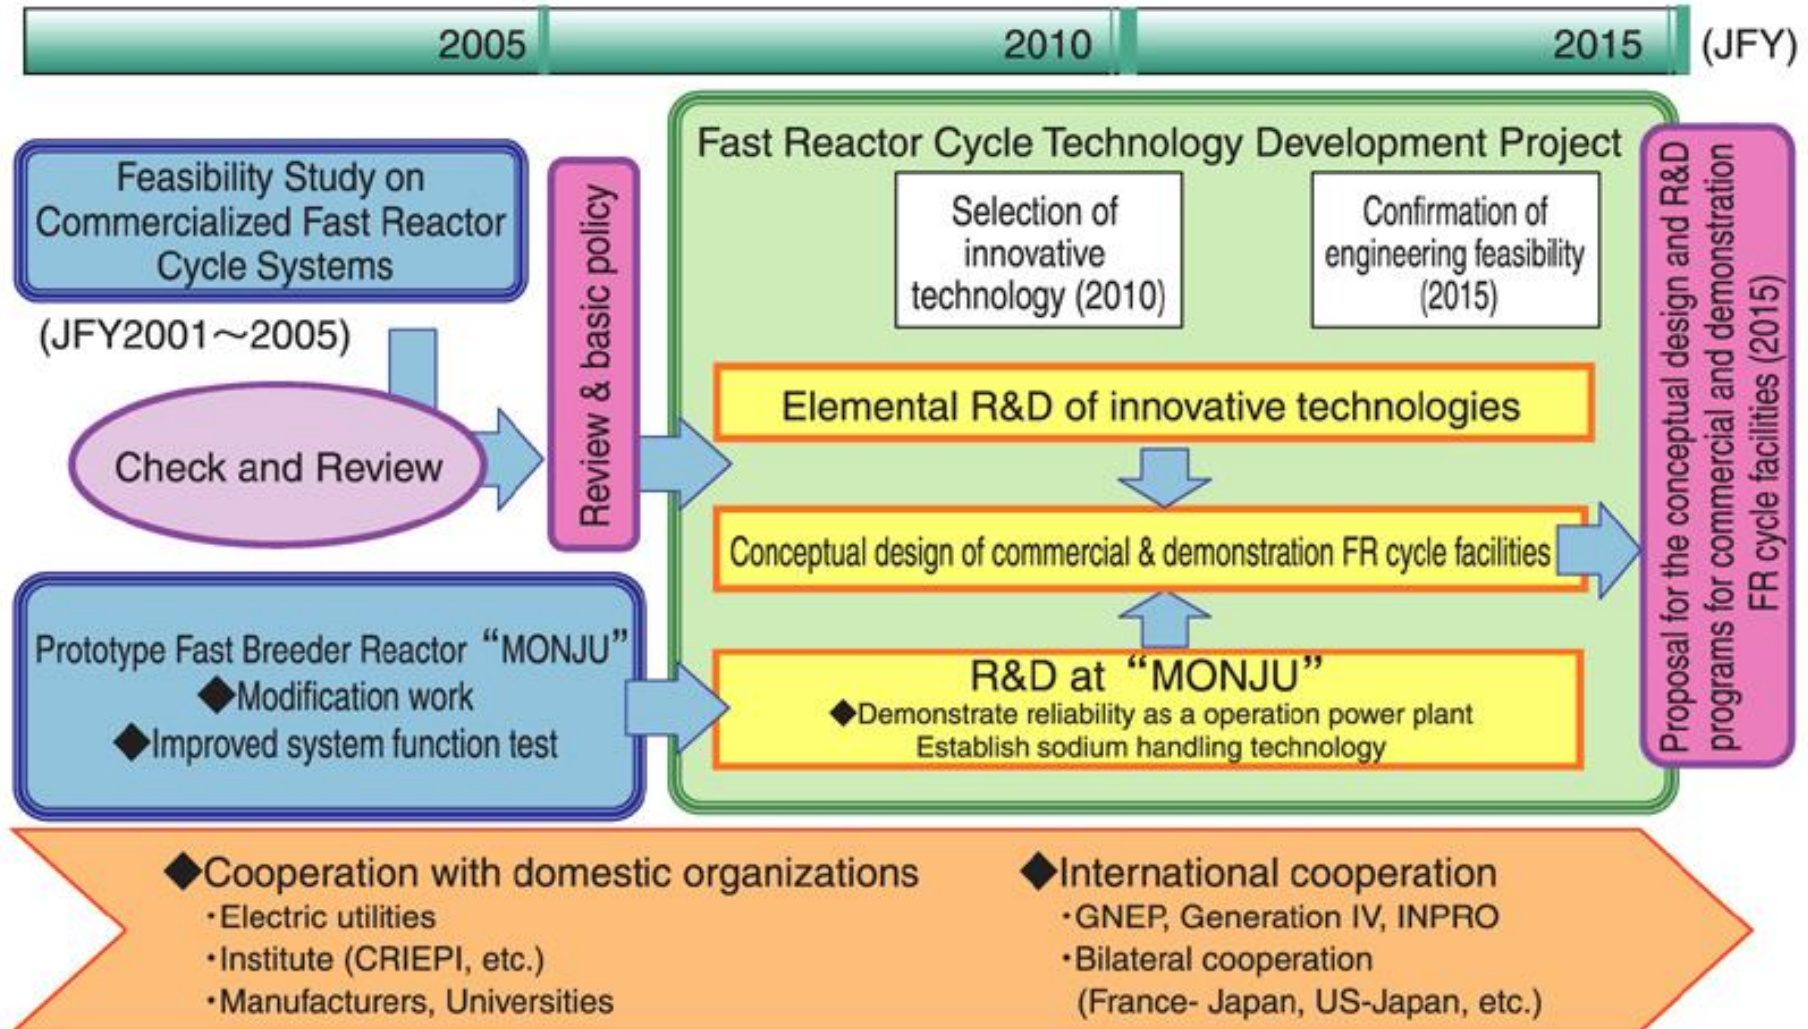 2005
2010
2015
(JFY)
Feasibility Study on
Commercialized Fast Reactor
Cycle Systems
(JFY2001～2005)
Check and Review
Review & basic policy
Prototype Fast Breeder Reactor “MONJU”
◆Modification work
◆Improved system function test
Fast Reactor Cycle Technology Development Project
Selection of
innovative
technology (2010)
Confirmation of
engineering feasibility
(2015)
Elemental R&D of innovative technologies
Conceptual design of commercial & demonstration FR cycle facilities
R&D at “MONJU”
◆Demonstrate reliability as a operation power plant
Establish sodium handling technology
Proposal for the conceptual design and R&D
programs for commercial and demonstration
FR cycle facilities (2015)
◆Cooperation with domestic organizations
・Electric utilities
・Institute (CRIEPI, etc.)
・Manufacturers, Universities
◆International cooperation
・GNEP, Generation IV, INPRO
・Bilateral cooperation
(France- Japan, US-Japan, etc.)